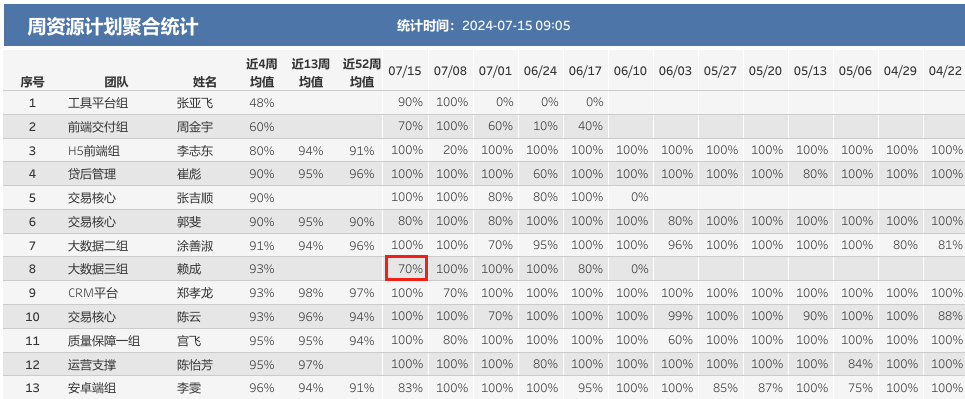 周资源计划聚合统计 统计时间：2024-07-15 09:05
序号 团队 姓名 近4周均值 近13周均值 近52周均值 07/15 07/08 07/01 06/24 06/17 06/10 06/03 05/27 05/20 05/13 05/06 04/29 04/22
1 工具平台组 张亚飞 48% 90% 100% 0% 0% 0%
2 前端交付组 周金宇 60% 70% 100% 60% 10% 40%
3 H5前端组 李志东 80% 94% 91% 100% 20% 100% 100% 100% 100% 100% 100% 100% 100% 100% 100% 100%
4 贷后管理 崔彪 90% 95% 96% 100% 100% 100% 60% 100% 100% 100% 100% 100% 80% 100% 100% 100%
5 交易核心 张吉顺 90% 100% 100% 80% 80% 100% 0%
6 交易核心 郭斐 90% 95% 90% 80% 100% 80% 100% 100% 100% 80% 100% 100% 100% 100% 100% 100%
7 大数据二组 涂善淑 91% 94% 96% 100% 100% 70% 95% 100% 100% 96% 100% 100% 100% 100% 80% 81%
8 大数据三组 赖成 93% 70% 100% 100% 100% 80% 0%
9 CRM平台 郑孝龙 93% 98% 97% 100% 70% 100% 100% 100% 100% 100% 100% 100% 100% 100% 100% 100%
10 交易核心 陈云 93% 96% 94% 100% 100% 70% 100% 100% 100% 99% 100% 100% 90% 100% 100% 88%
11 质量保障一组 宫飞 95% 95% 94% 100% 80% 100% 100% 100% 100% 60% 100% 100% 100% 100% 100% 100%
12 运营支撑 陈怡芳 95% 97% 100% 100% 100% 80% 100% 100% 100% 100% 100% 100% 84% 100% 100%
13 安卓端组 李雯 96% 94% 91% 83% 100% 100% 100% 95% 100% 100% 85% 87% 100% 75% 100% 100%